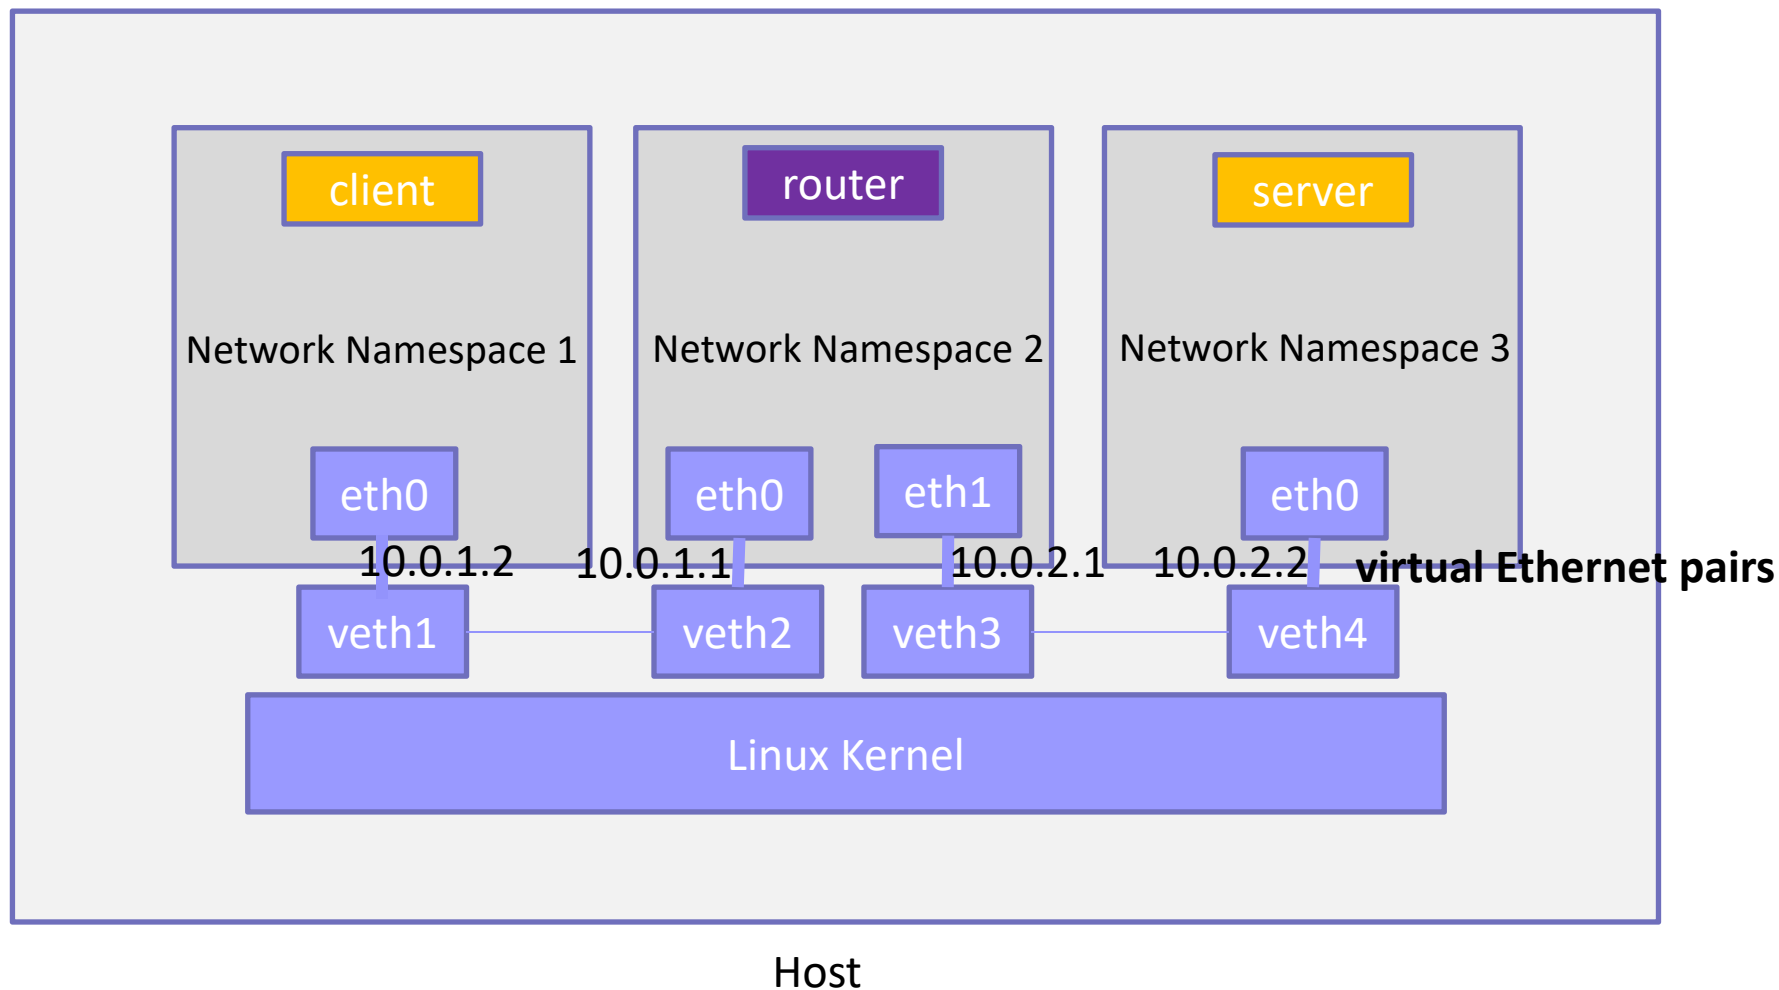 client
router
server
Network Namespace 1
Network Namespace 2
Network Namespace 3
eth0
eth0
eth1
eth0
10.0.1.2
10.0.1.1
10.0.2.1
10.0.2.2
virtual Ethernet pairs
veth1
veth2
veth3
veth4
Linux Kernel
Host